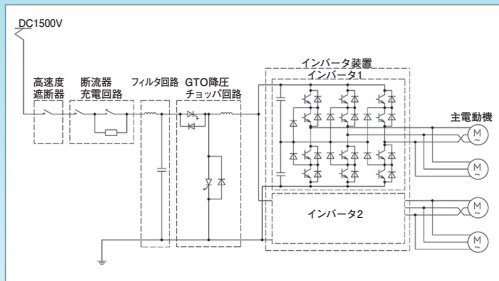 DC1500V
高速度
遮断器
断流器
充電回路
フィルタ回路
GTO降圧
チョッパ回路
インバータ装置
インバータ1
インバータ2
主電動機
M
~
M
~
M
~
M
~